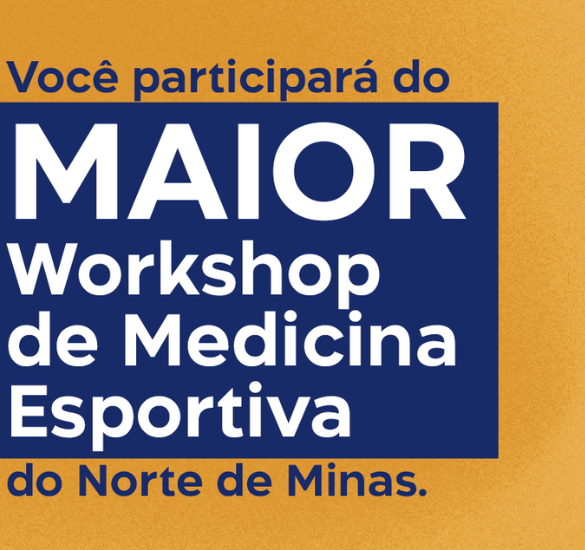 Você participará do
MAIOR
Workshop
de Medicina
Esportiva
do Norte de Minas.